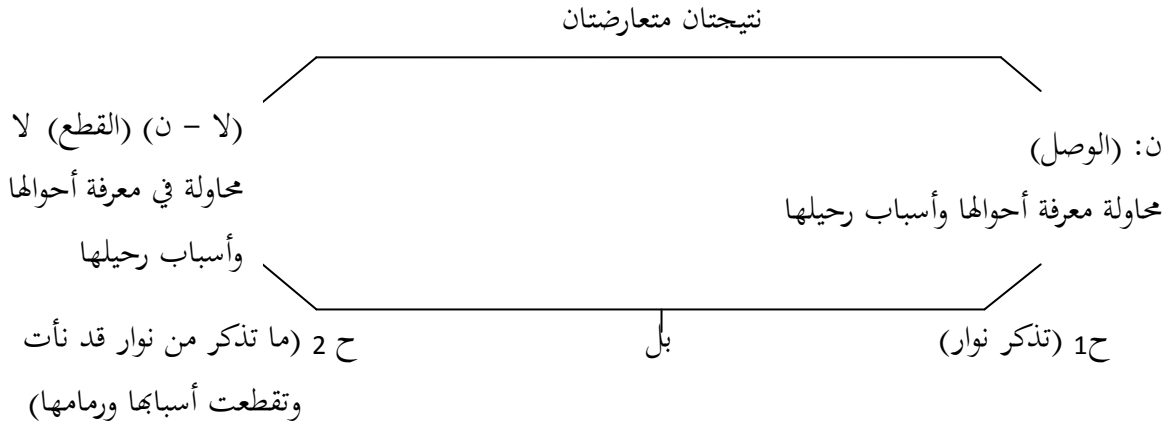 نتيجتان متعارضتان
ن: (الوصل)
محاولة معرفة أحوالها وأسباب رحيلها
(لا – ن) (القطع) لا
محاولة في معرفة أحوالها
وأسباب رحيلها
ح1 (تذكر نوار)
بل
ح 2 (ما تذكر من نوار قد نأت
وتقطعت أسبابها ورمامها)